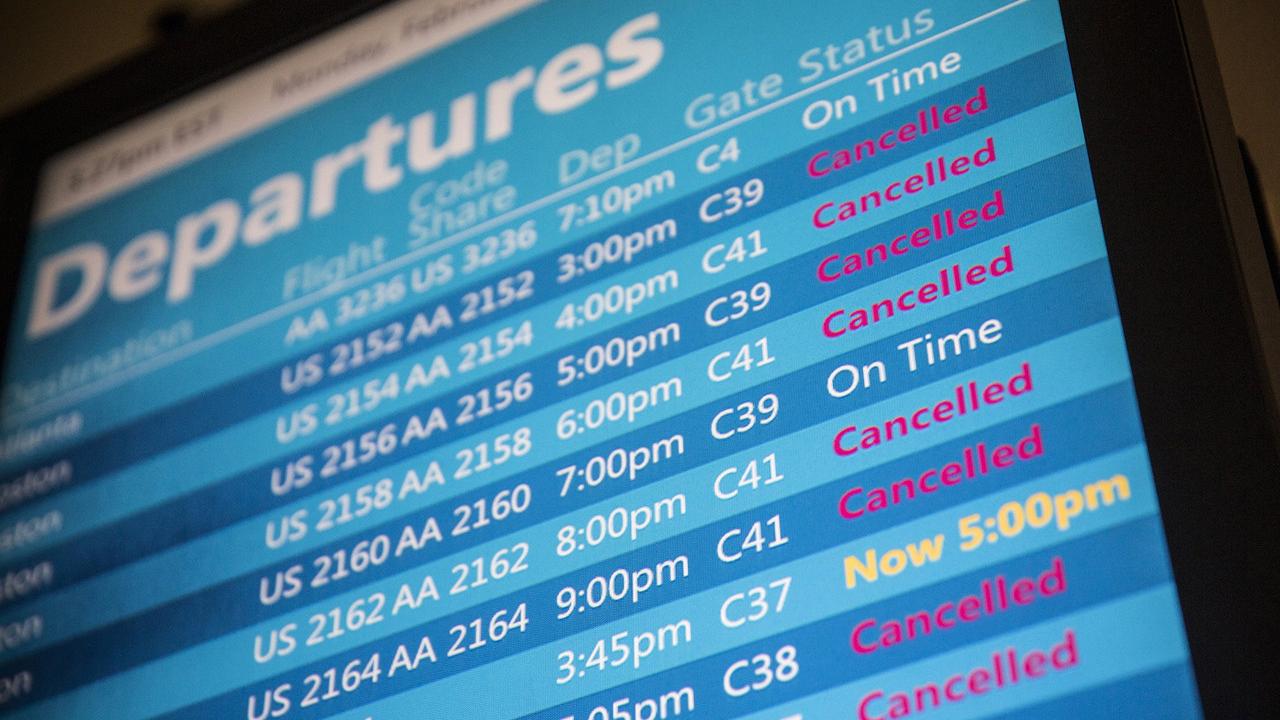 Monday,
Departures
Destination Flight Code Share Dep Gate Status
AA 3236 US 3236 7:10pm C4 On Time
US 2152 AA 2152 3:00pm C39 Cancelled
US 2154 AA 2154 4:00pm C41 Cancelled
US 2156 AA 2156 5:00pm C39 Cancelled
US 2158 AA 2158 6:00pm C41 Cancelled
US 2160 AA 2160 7:00pm C39 On Time
US 2162 AA 2162 8:00pm C41 Cancelled
US 2164 AA 2164 9:00pm C41 Cancelled
3:45pm C37 Now 5:00pm
C38 Cancelled
Cancelled